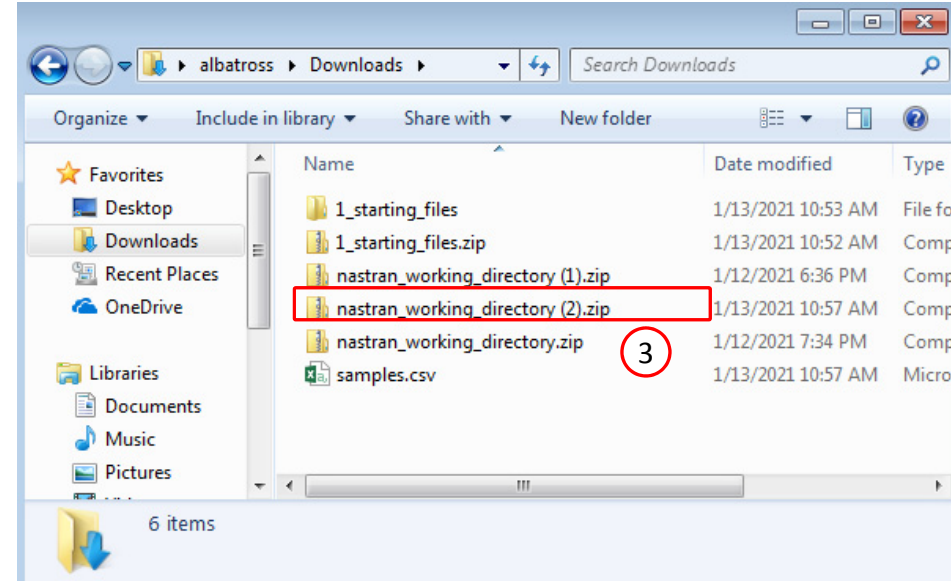 albatross Downloads Search Downloads
Organize Include in library Share with New folder
Favorites
Desktop
Downloads
Recent Places
OneDrive
Libraries
Documents
Music
Pictures
Name Date modified Type
1_starting_files 1/13/2021 10:53 AM File fo
1_starting_files.zip 1/13/2021 10:52 AM Comp
nastran_working_directory (1).zip 1/12/2021 6:36 PM Comp
nastran_working_directory (2).zip 1/13/2021 10:57 AM Comp
nastran_working_directory.zip 1/12/2021 7:34 PM Comp
samples.csv 1/13/2021 10:57 AM Micro
3
6 items